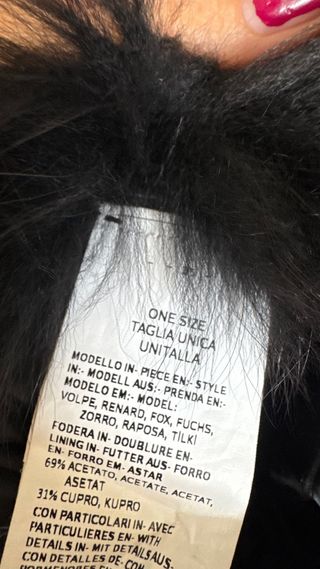 ONE SIZE
TAGLIA UNICA
UNITALLA
MODELLO IN- PIECE EN:- STYLE
IN:- MODELL AUS:- PRENDA EN:-
MODELO EM:- MODEL:
VOLPE, RENARD, FOX, FUCHS,
ZORRO, RAPOSA, TİLKİ
FODERA IN- DOUBLURE EN-
LINING IN- FUTTER AUS- FORRO
EN- FORRO EM- ASTAR
69% ACETATO, ACETATE, ACETAT,
ASETAT
31% CUPRO, KUPRO
CON PARTICOLARI IN- AVEC
PARTICULIERES EN- WITH
DETAILS IN- MIT DETAILS AUS-
CON DETALLES DE- COM